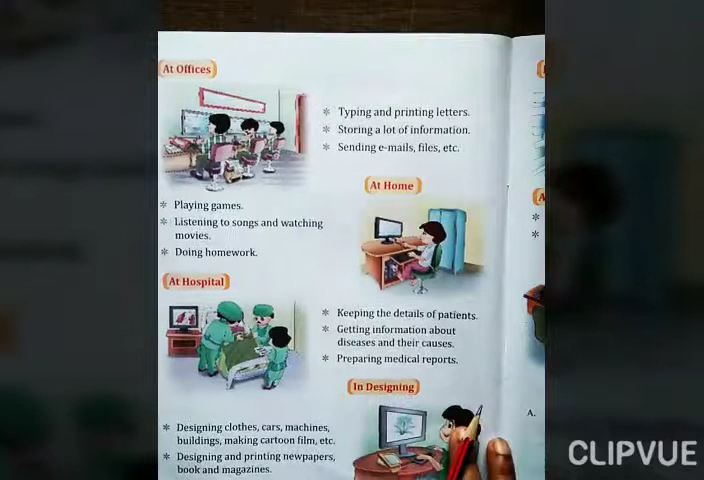 At Offices
* Typing and printing letters.
* Storing a lot of information.
* Sending e-mails, files, etc.
At Home
* Playing games.
* Listening to songs and watching
movies.
* Doing homework.
At Hospital
* Keeping the details of patients.
* Getting information about
diseases and their causes.
* Preparing medical reports.
In Designing
* Designing clothes, cars, machines,
buildings, making cartoon film, etc.
* Designing and printing newpapers,
book and magazines.
A.
CLIPVUE